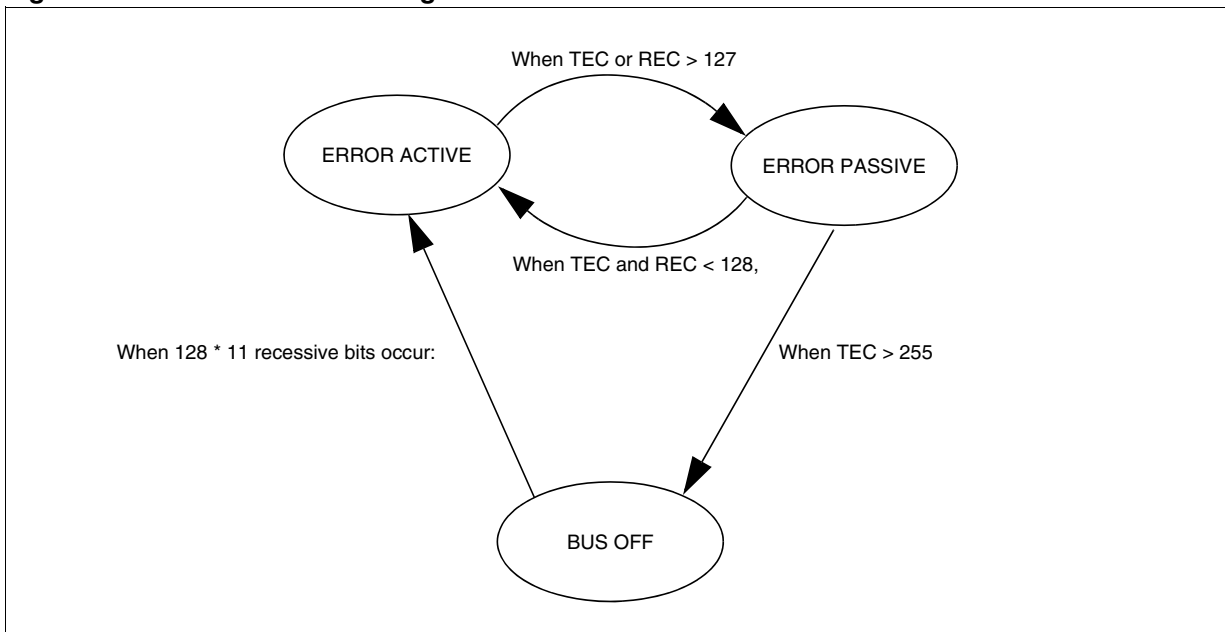 When TEC or REC > 127
ERROR ACTIVE
ERROR PASSIVE
When TEC and REC < 128,
When 128 * 11 recessive bits occur:
When TEC > 255
BUS OFF